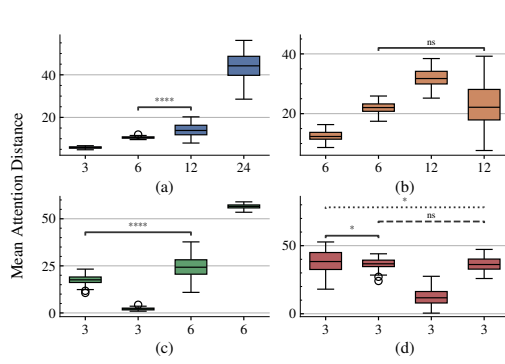 Mean Attention Distance
40
20
****
3 6 12 24
(a)
40
20
ns
6 6 12 12
(b)
50
25
0
****
3 3 6 6
(c)
50
0
*
*
ns
3 3 3 3
(d)